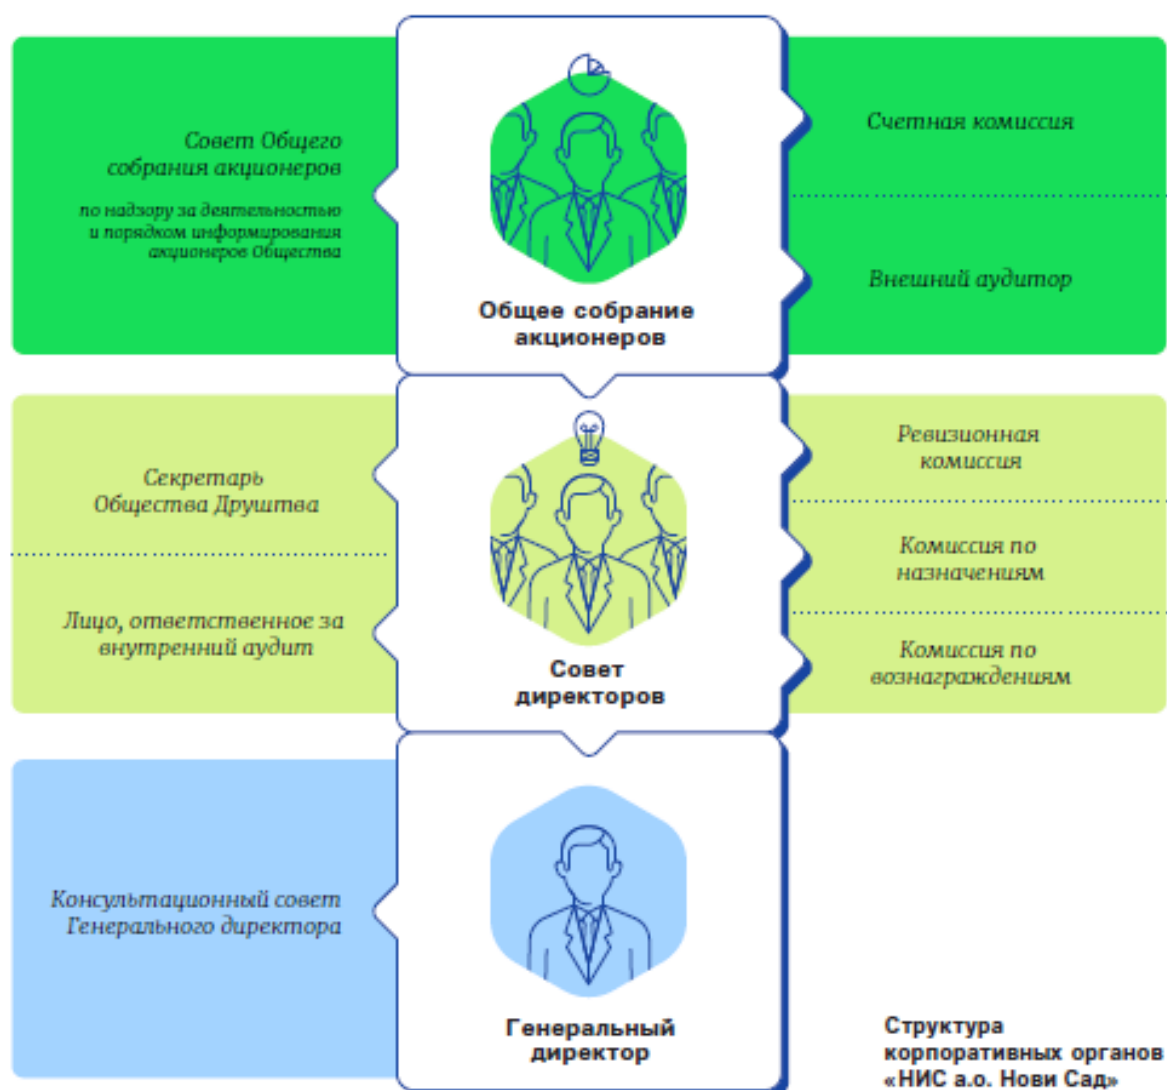 Совет Общего
собрания акционеров
по надзору за деятельностью
и порядком информирования
акционеров Общества
Общее собрание
акционеров
Счетная комиссия
Внешний аудитор
Секретарь
Общества Друштва
Лицо, ответственное за
внутренний аудит
Совет
директоров
Ревизионная
комиссия
Комиссия по
назначениям
Комиссия по
вознаграждениям
Консультационный совет
Генерального директора
Генеральный
директор
Структура
корпоративных органов
«НИС а.о. Нови Сад»